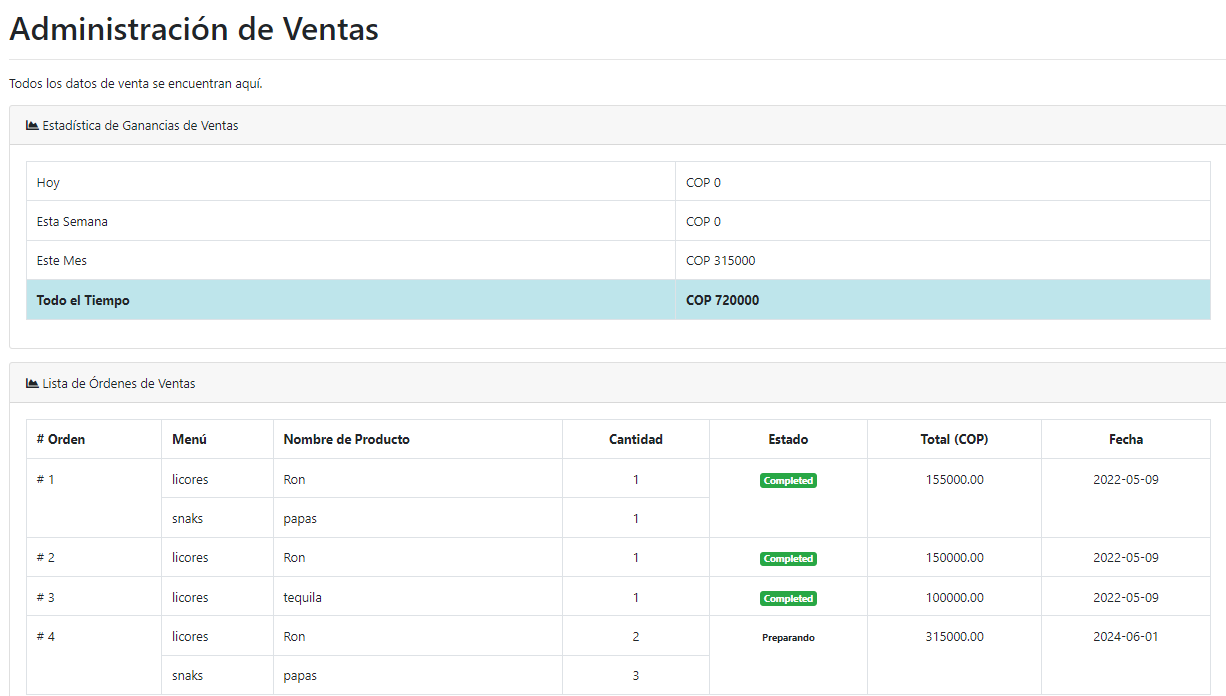 Administración de Ventas
Todos los datos de venta se encuentran aquí.
Estadística de Ganancias de Ventas
Hoy COP 0
Esta Semana COP 0
Este Mes COP 315000
Todo el Tiempo COP 720000
Lista de Órdenes de Ventas
# Orden Menú Nombre de Producto Cantidad Estado Total (COP) Fecha
# 1 licores Ron 1 Completed 155000.00 2022-05-09
snaks papas 1
# 2 licores Ron 1 Completed 150000.00 2022-05-09
# 3 licores tequila 1 Completed 100000.00 2022-05-09
# 4 licores Ron 2 Preparando 315000.00 2024-06-01
snaks papas 3